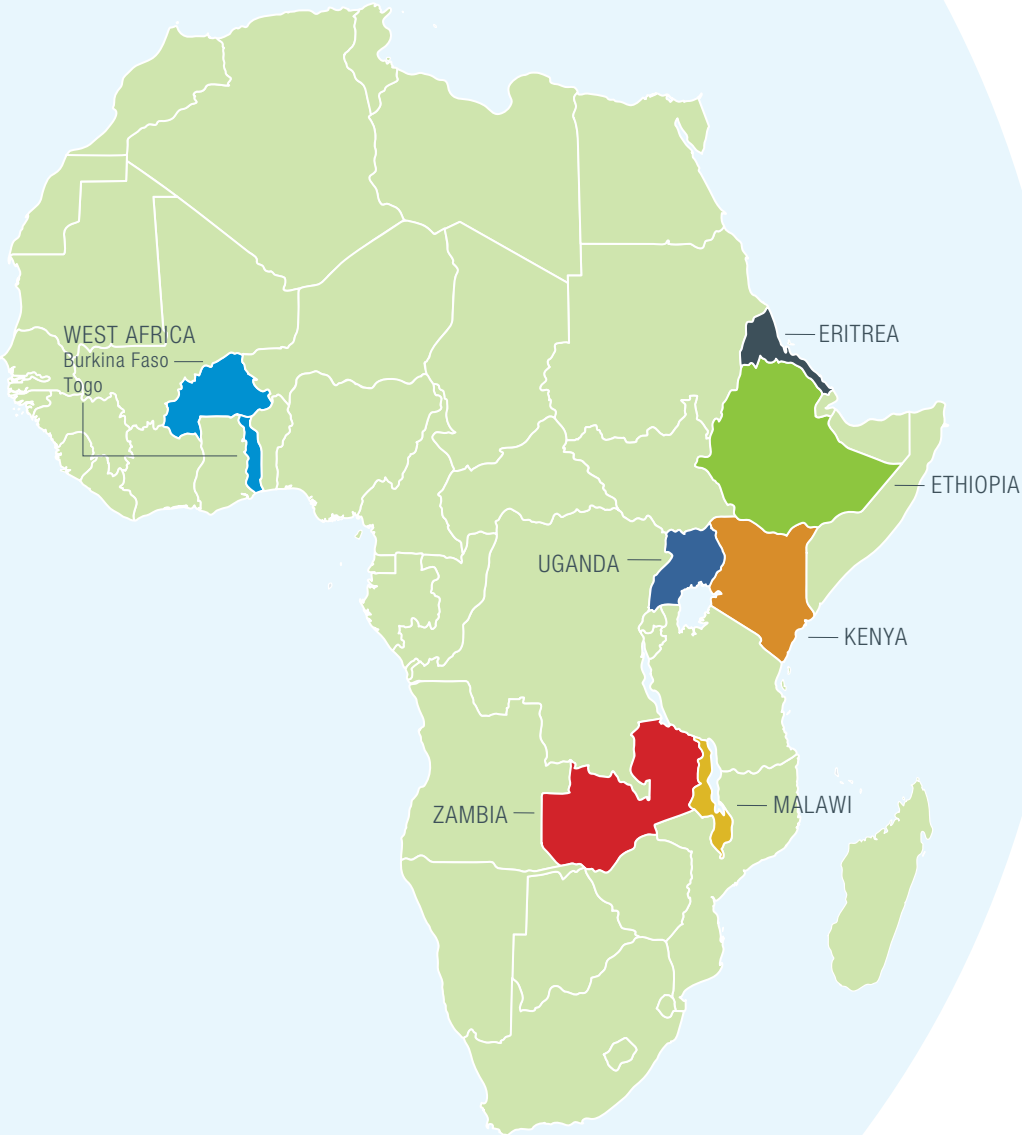 WEST AFRICA
Burkina Faso
Togo
ERITREA
ETHIOPIA
UGANDA
KENYA
ZAMBIA
MALAWI